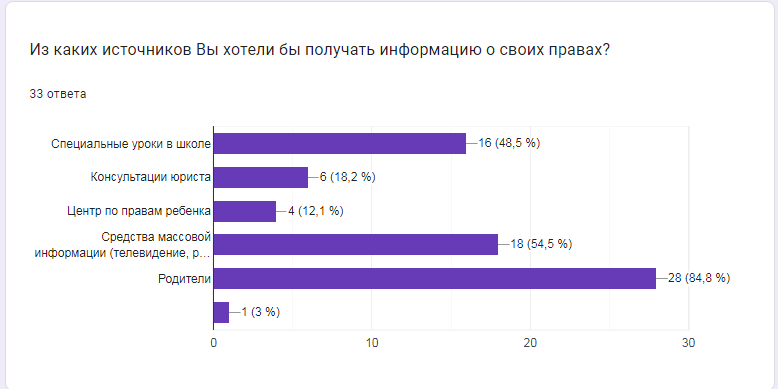 Из каких источников Вы хотели бы получать информацию о своих правах?
33 ответа
Специальные уроки в школе
16 (48,5 %)
Консультации юриста
6 (18,2 %)
Центр по правам ребенка
4 (12,1 %)
Средства массовой
информации (телевидение, р…
18 (54,5 %)
Родители
28 (84,8 %)
1 (3 %)
0 10 20 30